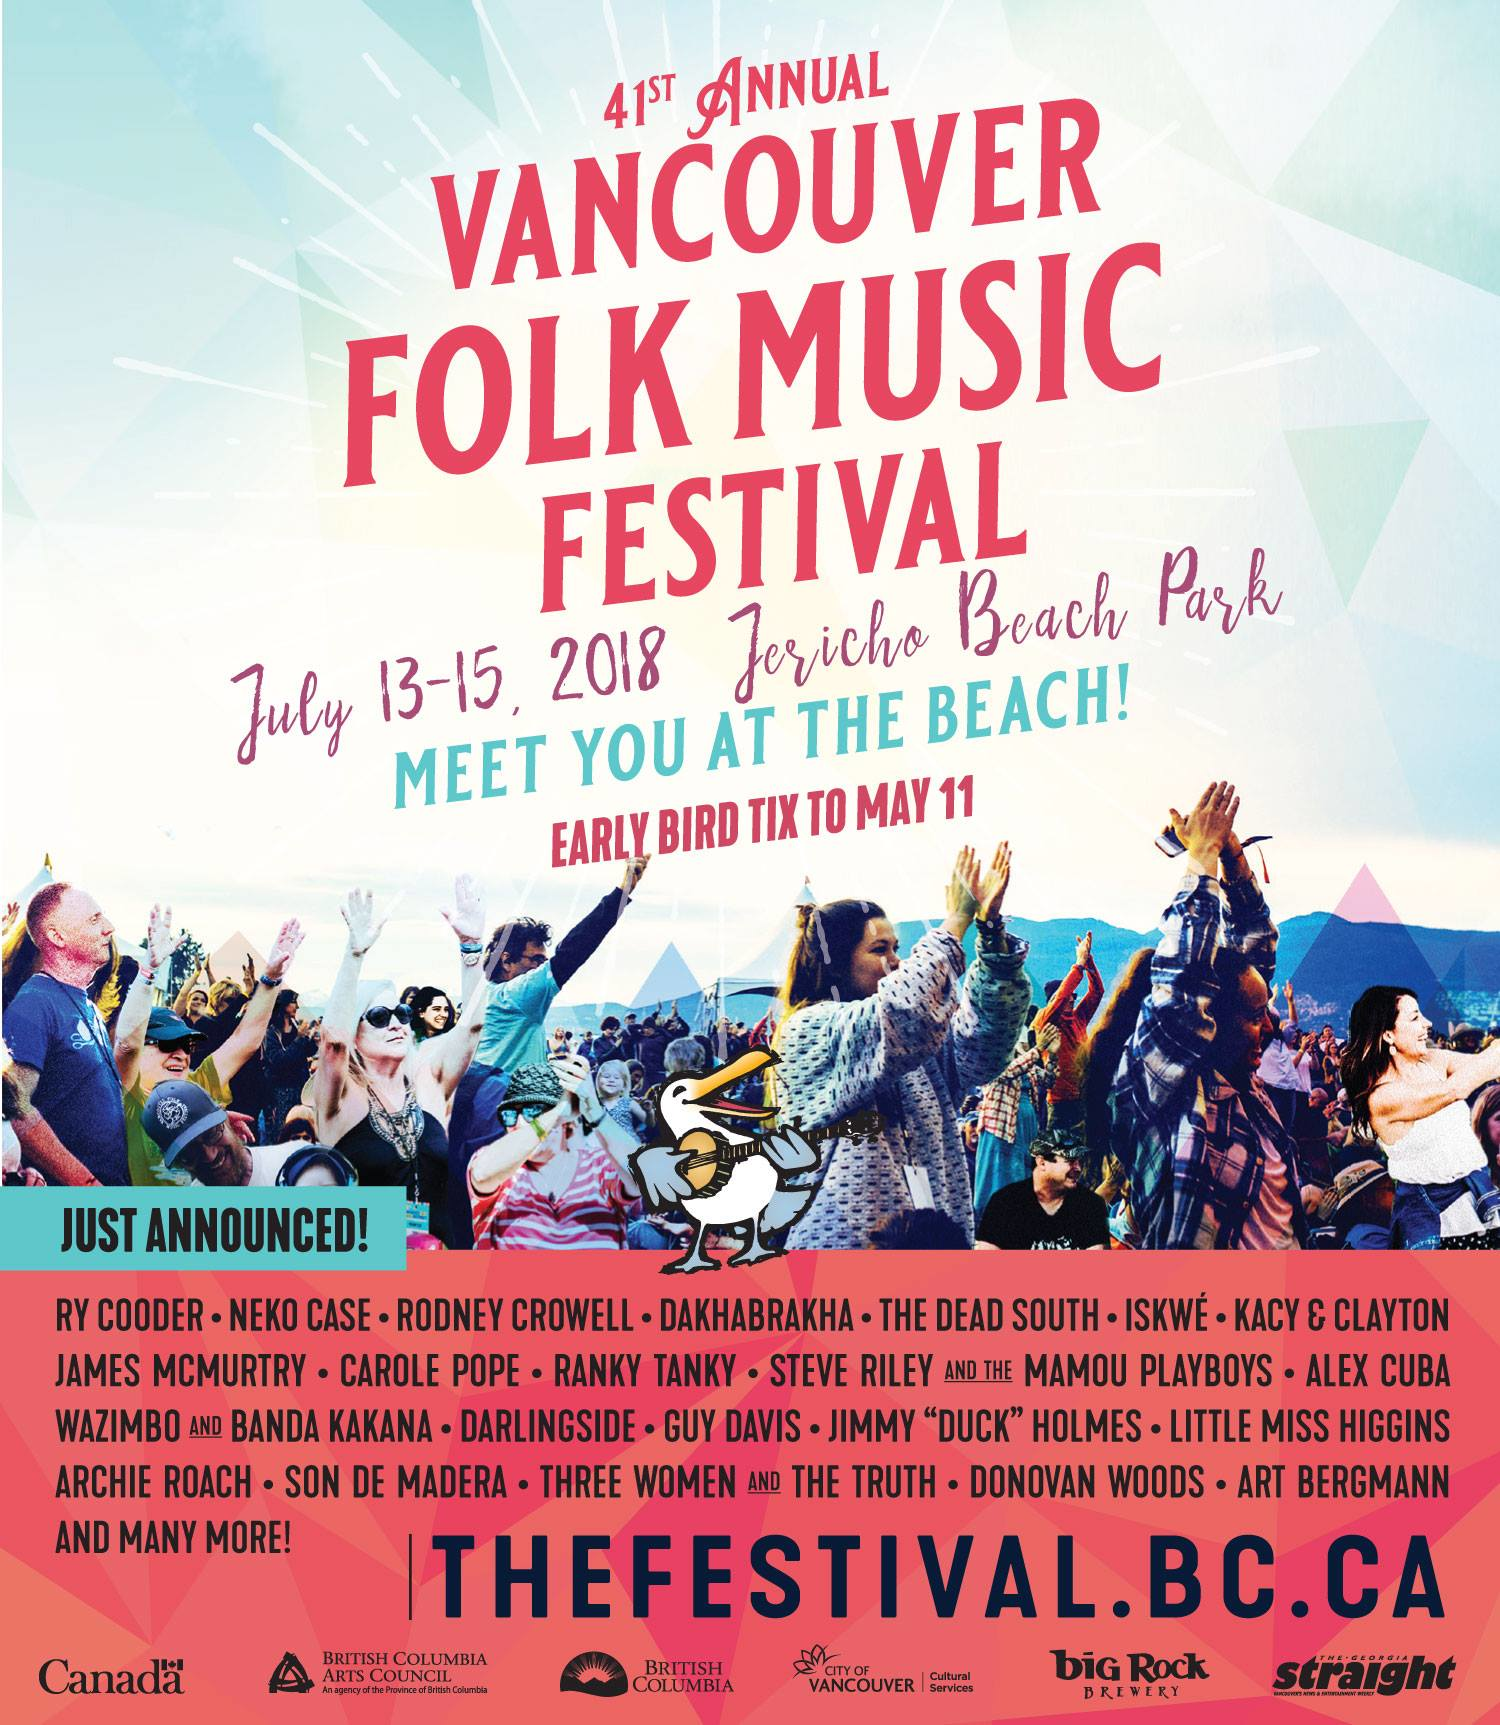 41ST ANNUAL
VANCOUVER
FOLK MUSIC
FESTIVAL
July 13-15, 2018 Jericho Beach Park
MEET YOU AT THE BEACH!
EARLY BIRD TIX TO MAY 11
JUST ANNOUNCED!
RY COODER • NEKO CASE • RODNEY CROWELL • DAKHABRAKHA • THE DEAD SOUTH • ISKWÉ • KACY & CLAYTON
JAMES MCMURTRY • CAROLE POPE • RANKY TANKY • STEVE RILEY AND THE MAMOU PLAYBOYS • ALEX CUBA
WAZIMBO AND BANDA KAKANA • DARLINGSIDE • GUY DAVIS • JIMMY “DUCK” HOLMES • LITTLE MISS HIGGINS
ARCHIE ROACH • SON DE MADERA • THREE WOMEN AND THE TRUTH • DONOVAN WOODS • ART BERGMANN
AND MANY MORE!
THEFESTIVAL.BC.CA
Canada
BRITISH COLUMBIA
ARTS COUNCIL
An agency of the Province of British Columbia
BRITISH
COLUMBIA
CITY OF
VANCOUVER
Cultural
Services
big Rock
BREWERY
THE GEORGIA
straight
VANCOUVER'S NEWS & ENTERTAINMENT WEEKLY